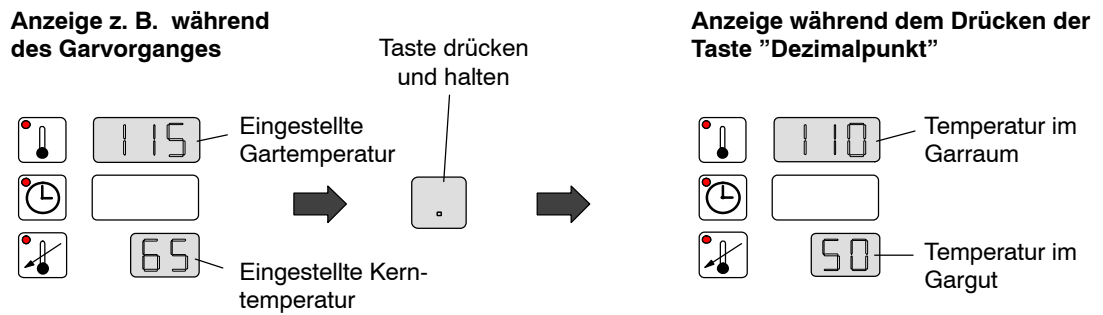 Anzeige z. B. während
des Garvorganges
Taste drücken
und halten
Anzeige während dem Drücken der
Taste ”Dezimalpunkt”
115
Eingestellte
Gartemperatur
65
Eingestellte Kern-
temperatur
.
110
Temperatur im
Garraum
50
Temperatur im
Gargut